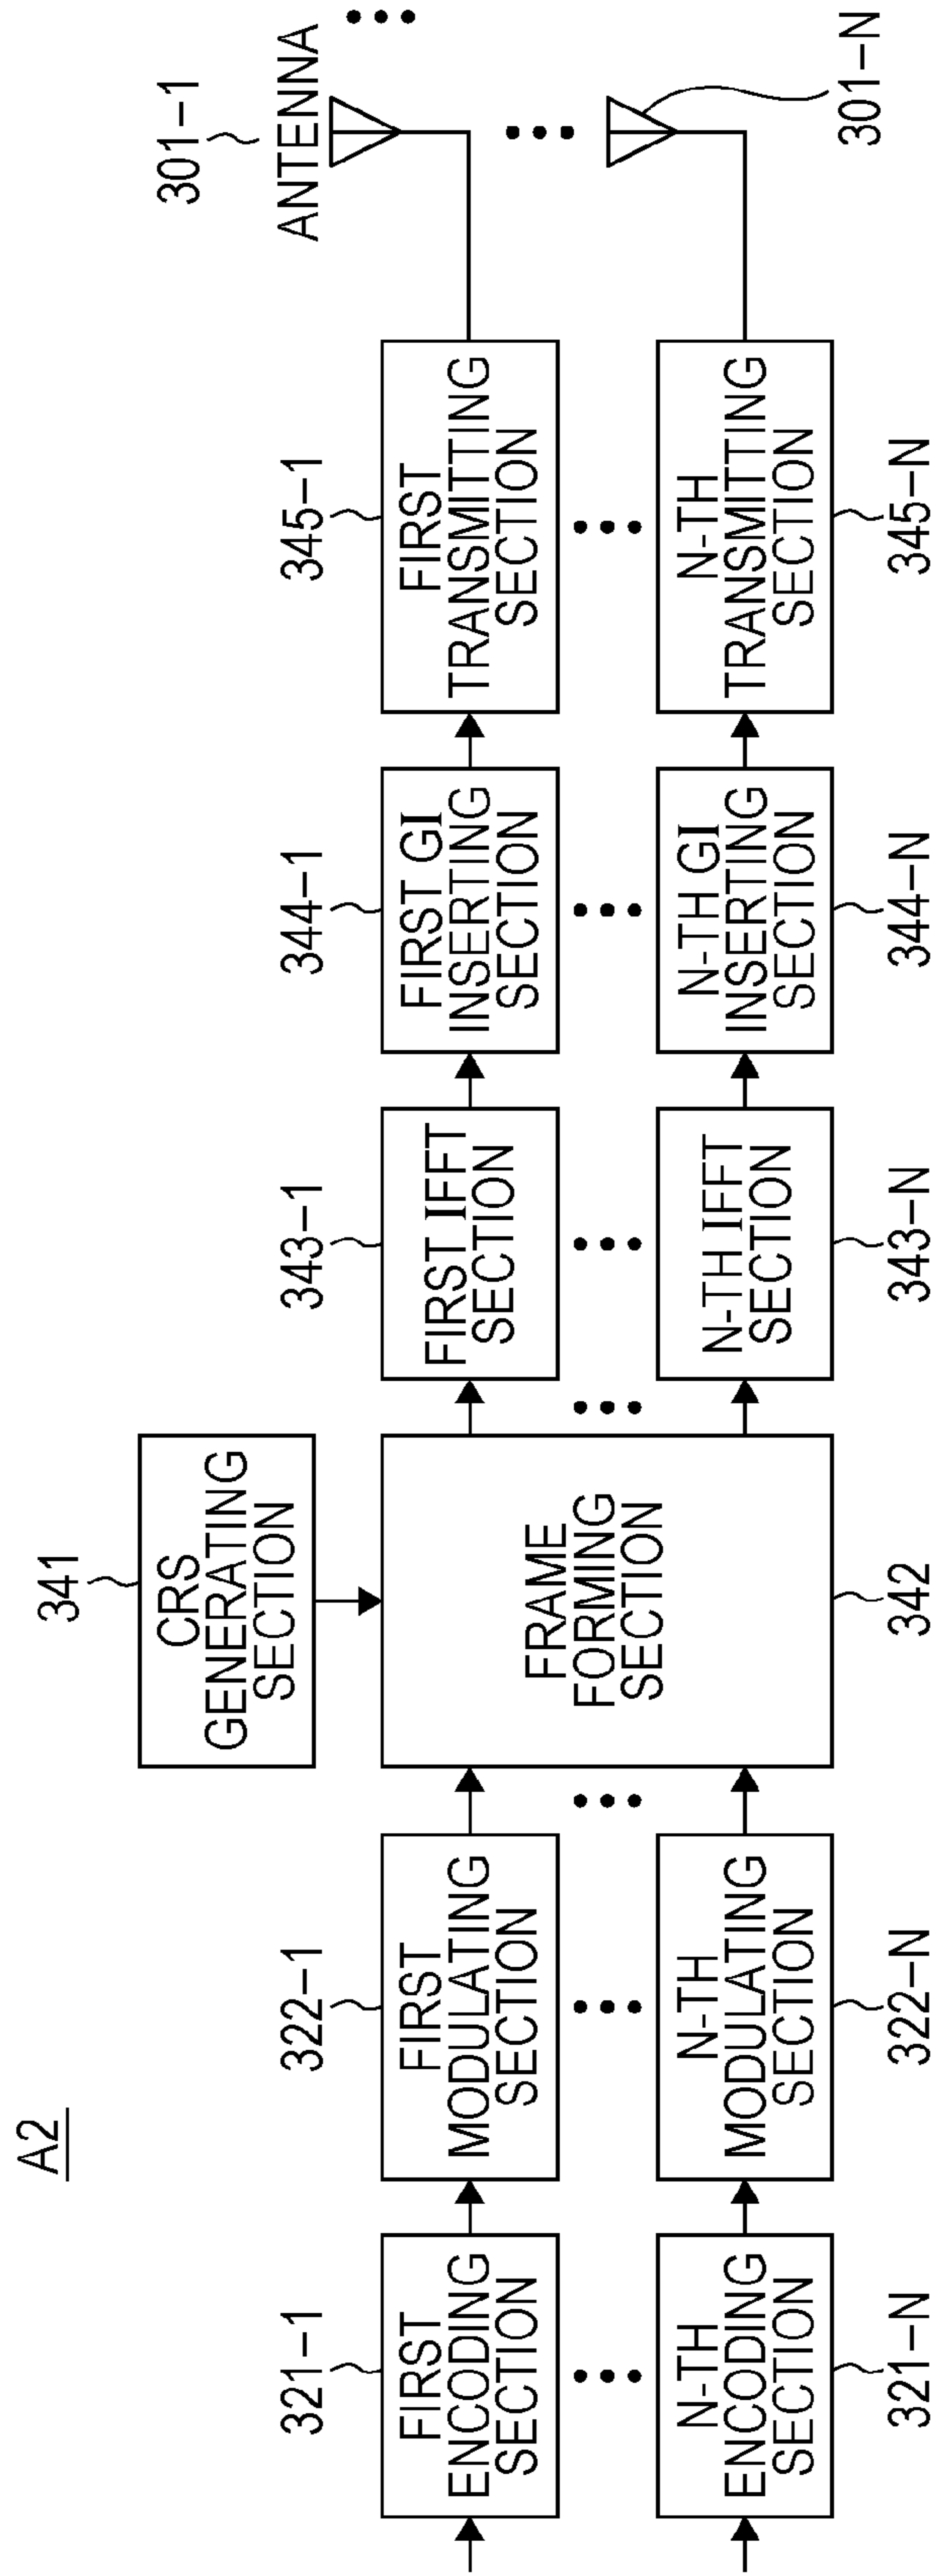 A2
341
CRS
GENERATING
SECTION
301-1
ANTENNA
321-1
322-1
343-1
344-1
345-1
FIRST
ENCODING
SECTION
FIRST
MODULATING
SECTION
FRAME
FORMING
SECTION
FIRST IFFT
SECTION
FIRST GI
INSERTING
SECTION
FIRST
TRANSMITTING
SECTION
N-TH
ENCODING
SECTION
N-TH
MODULATING
SECTION
N-TH IFFT
SECTION
N-TH GI
INSERTING
SECTION
N-TH
TRANSMITTING
SECTION
301-N
321-N
322-N
342
343-N
344-N
345-N